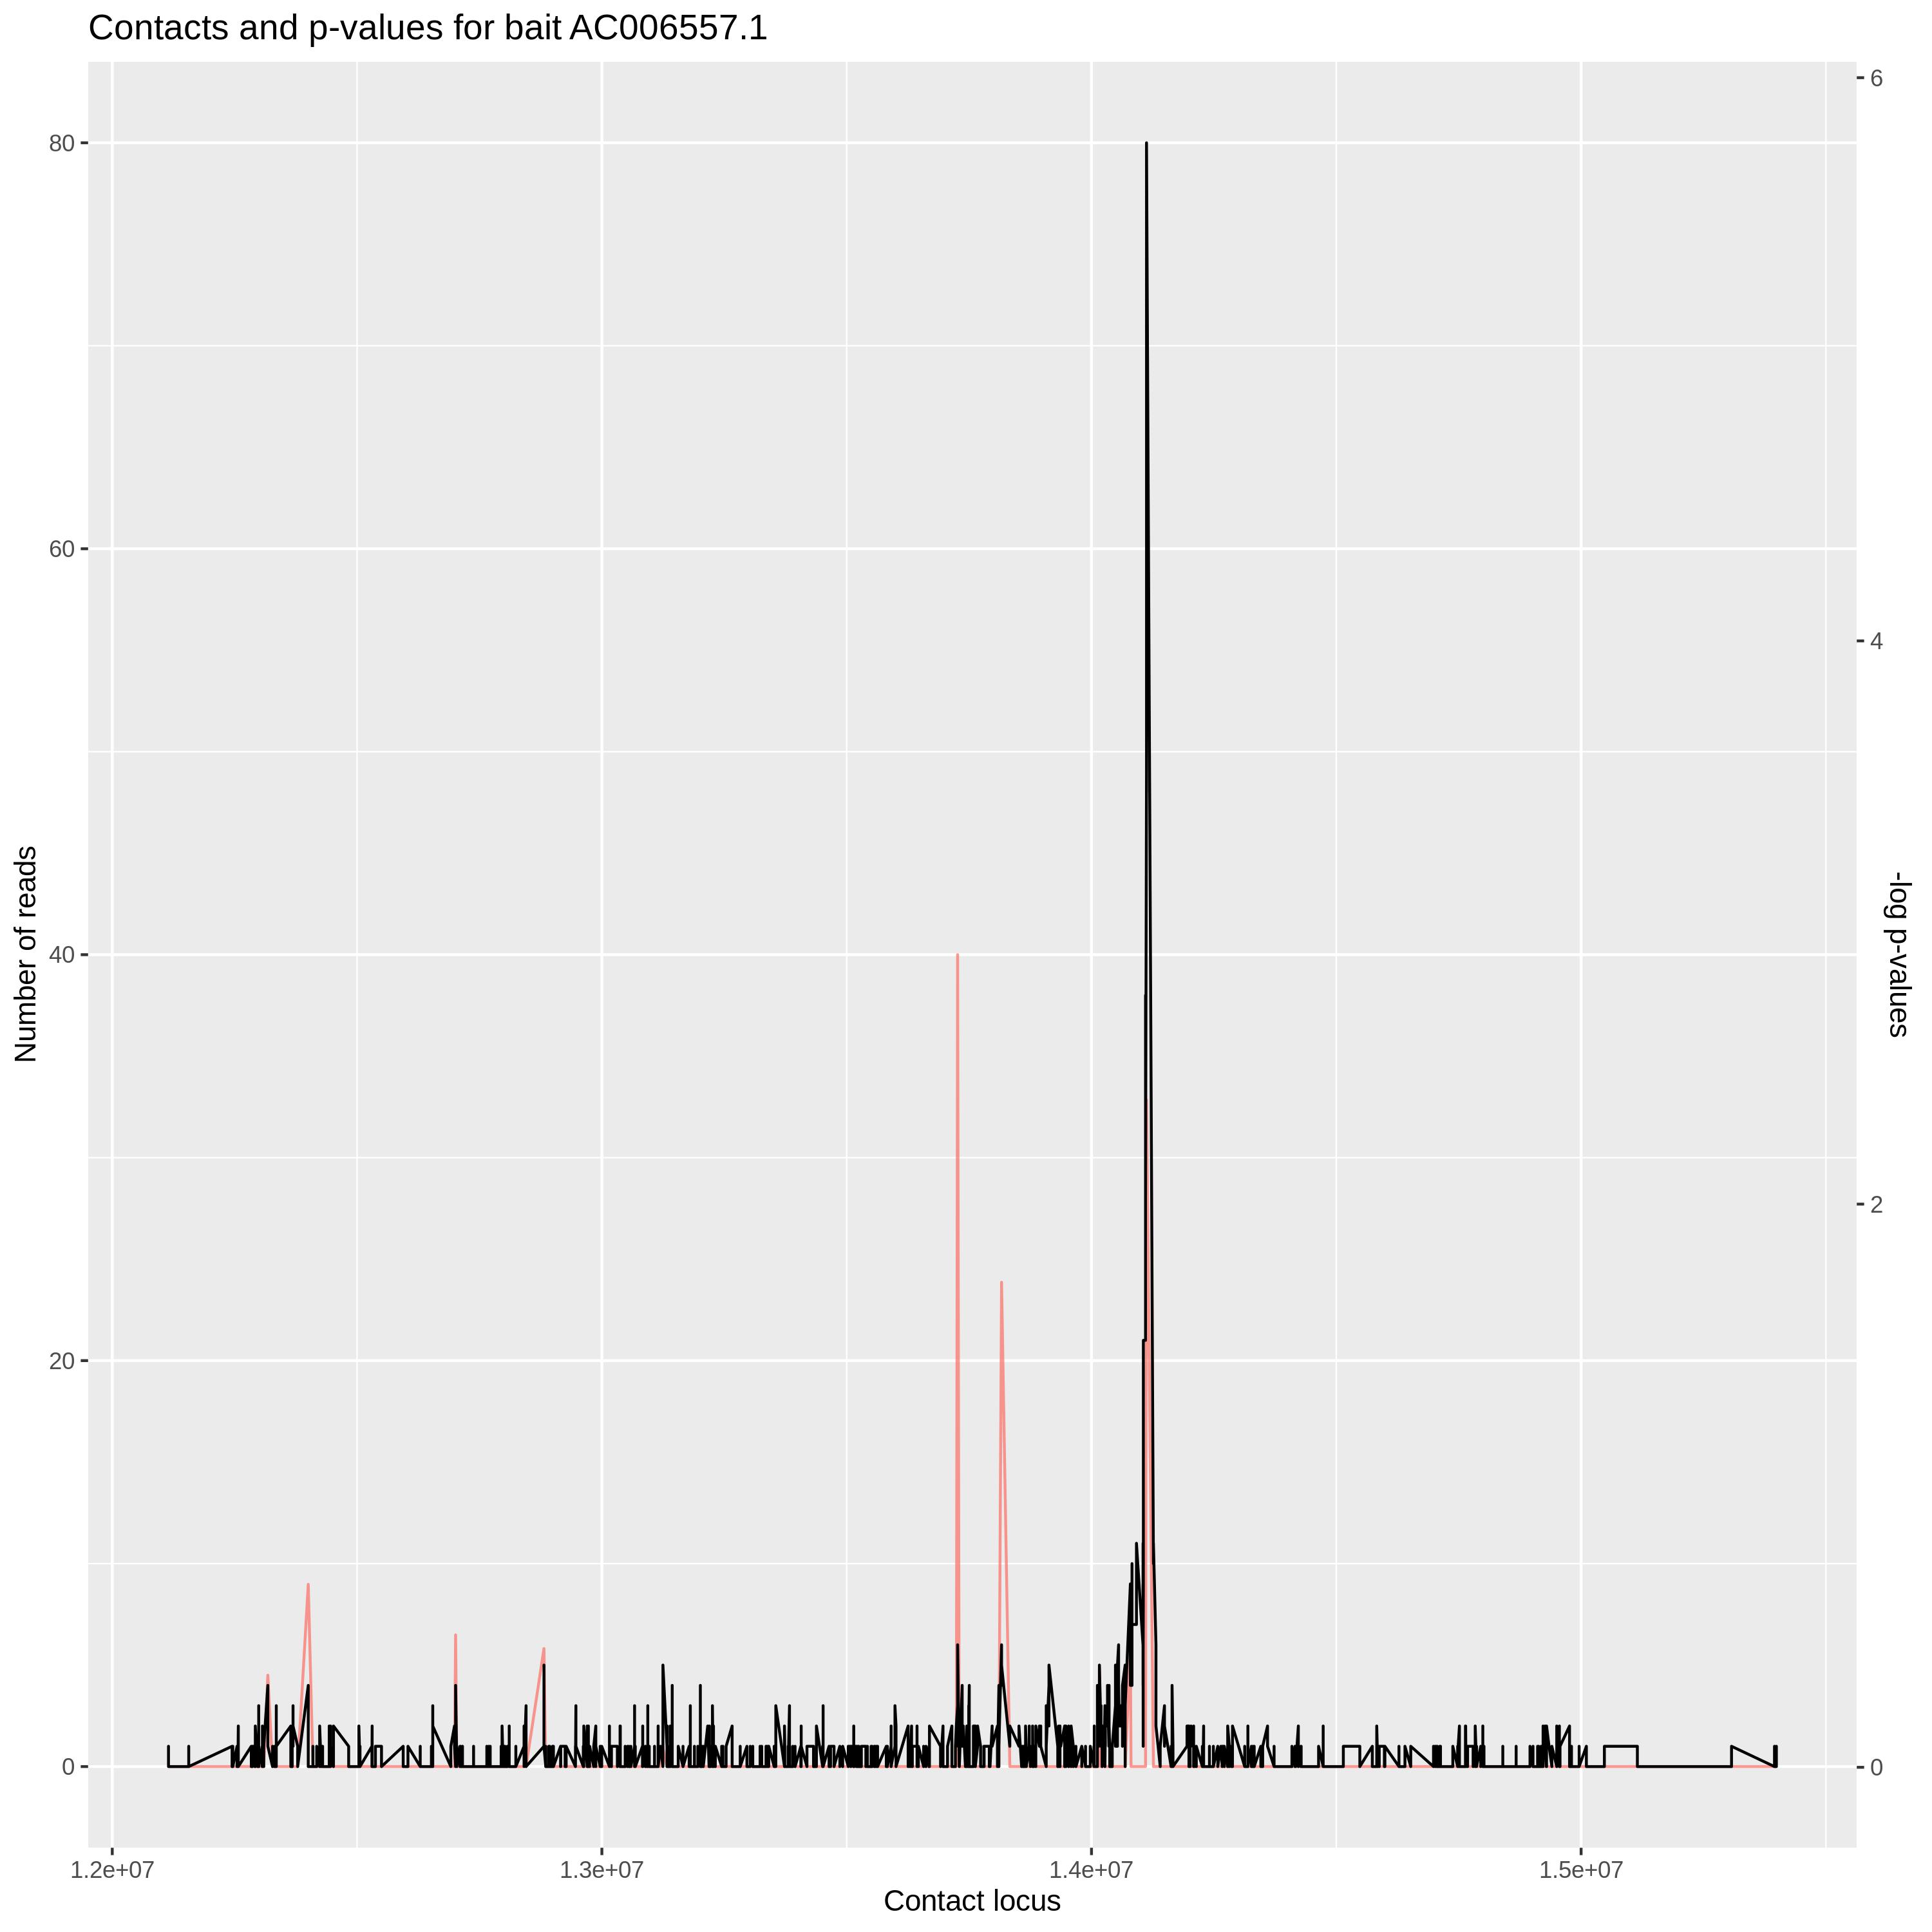 Contacts and p-values for bait AC006557.1
80
60
40
20
0
Number of reads
6
4
2
0
-log p-values
1.2e+07
1.3e+07
1.4e+07
1.5e+07
Contact locus